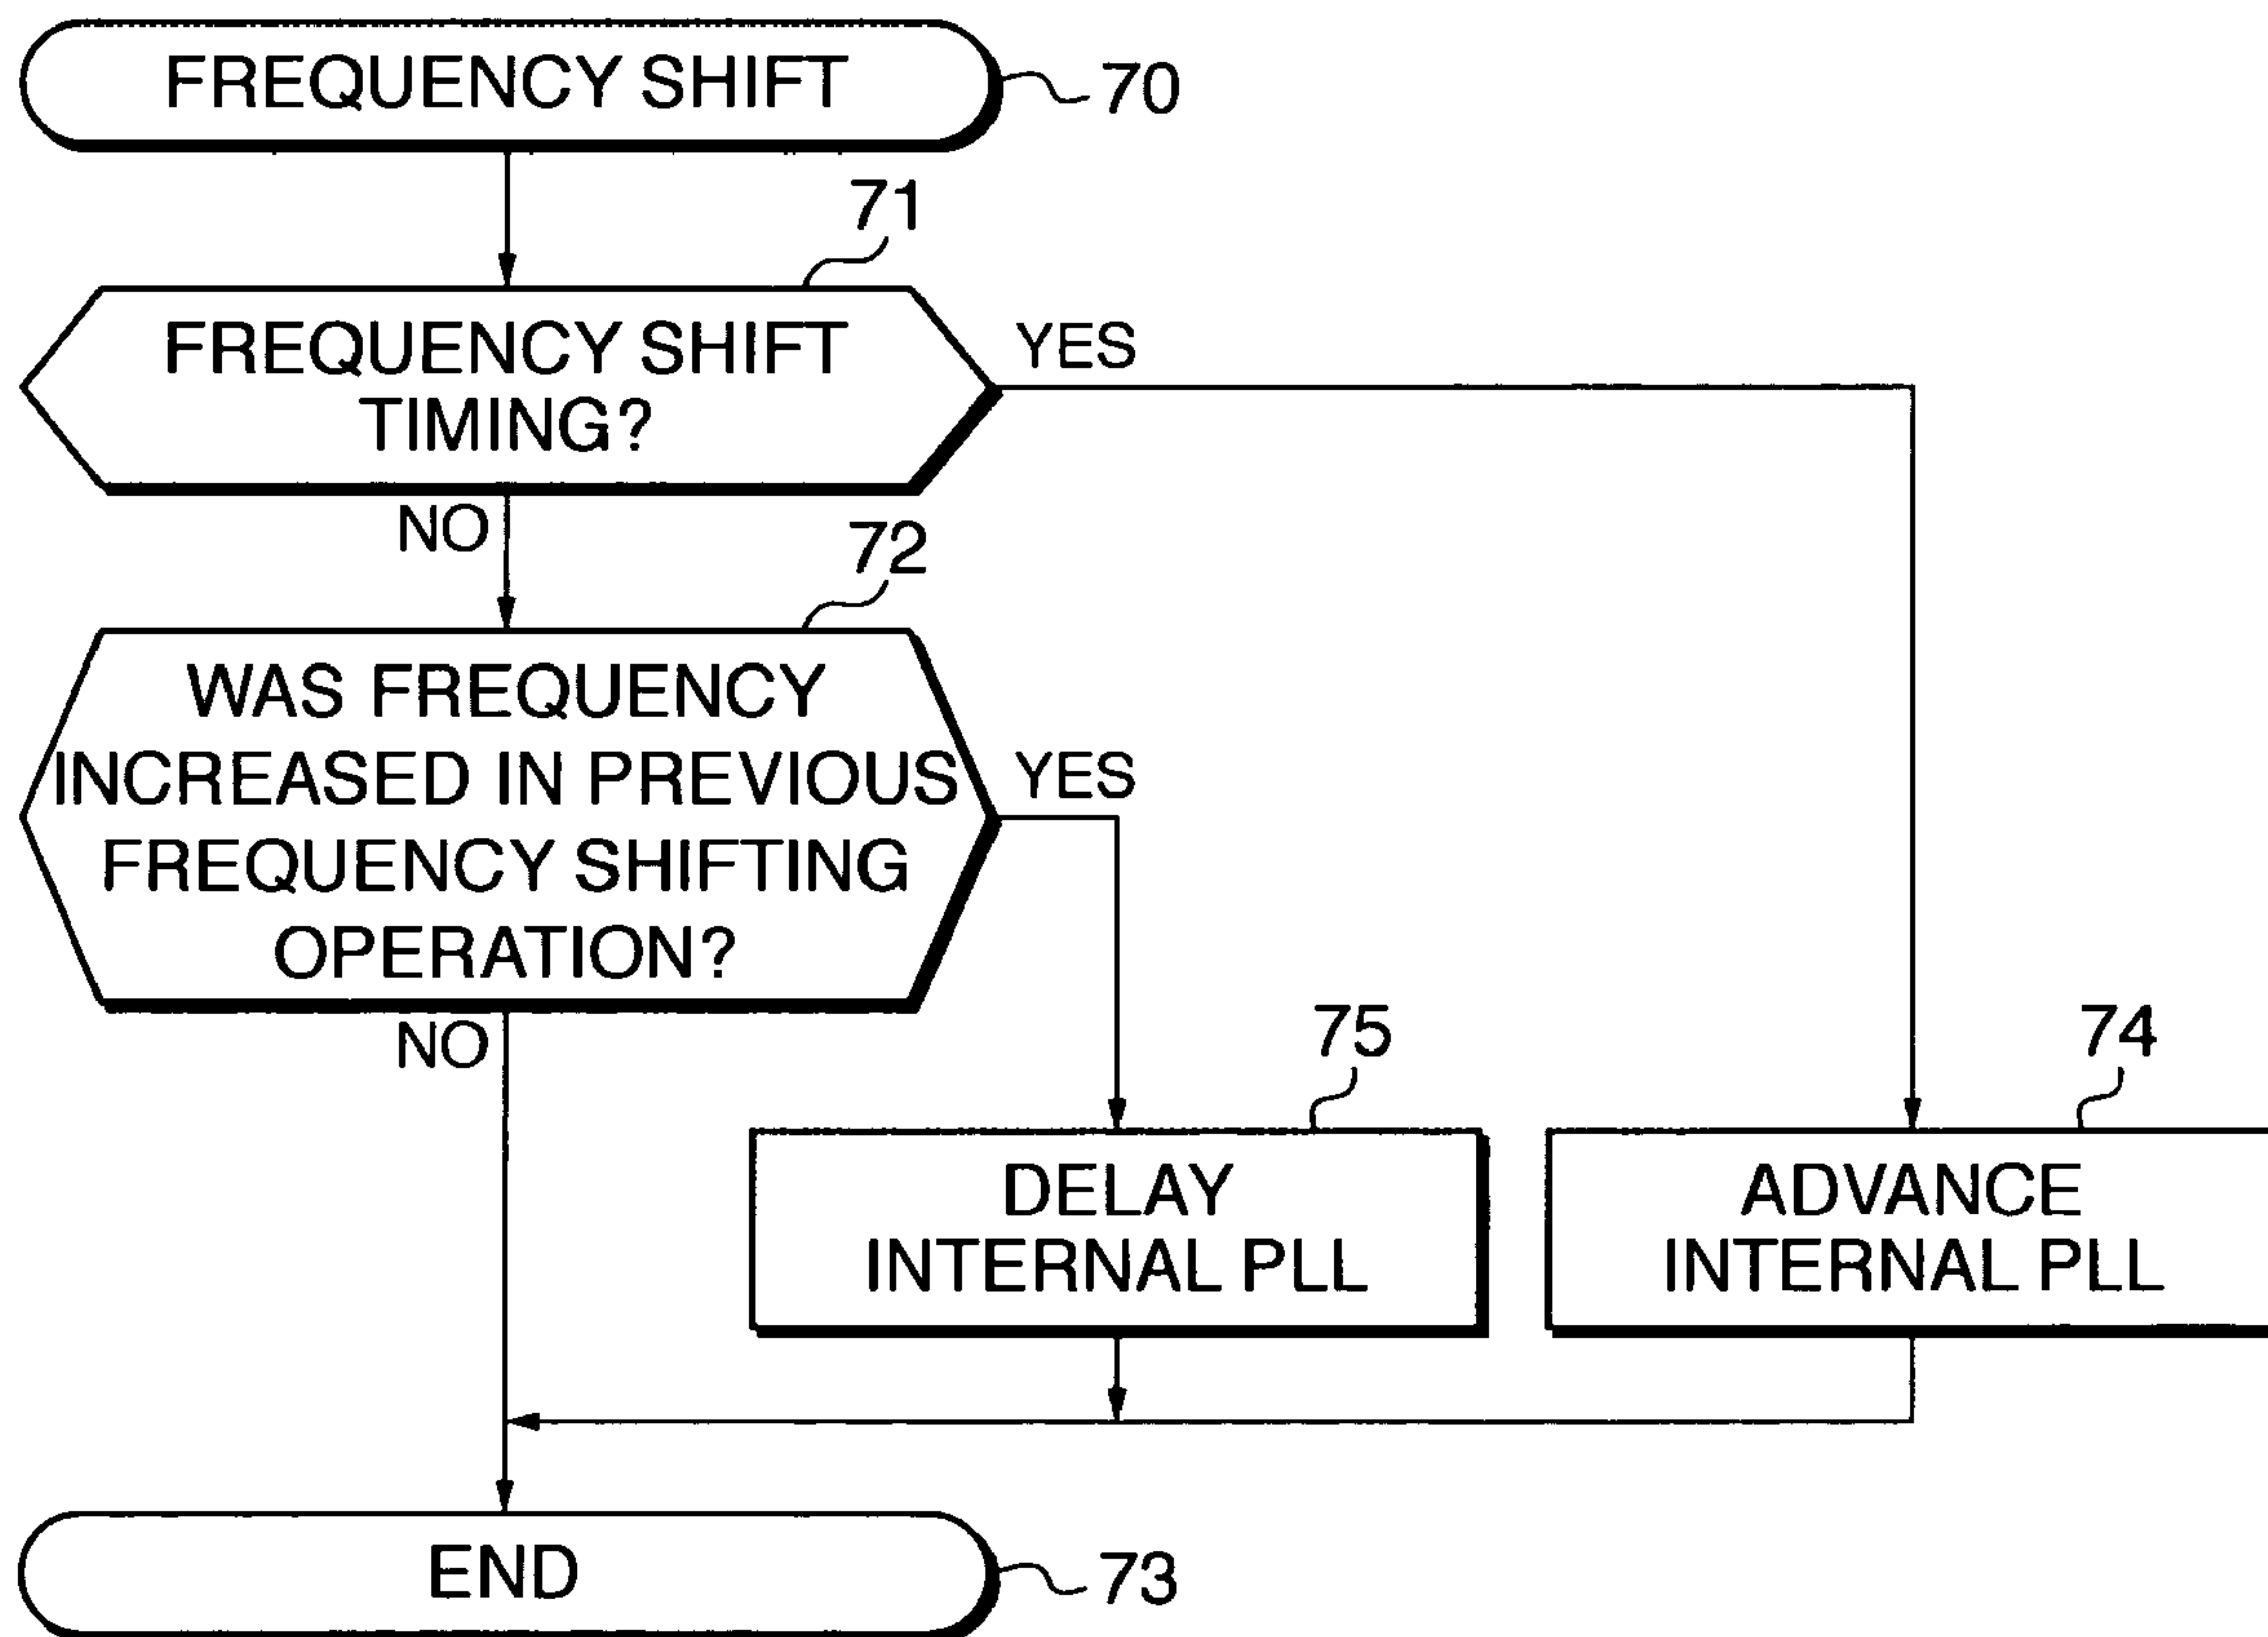 FREQUENCY SHIFT
70
71
FREQUENCY SHIFT
TIMING?
YES
NO
72
WAS FREQUENCY
INCREASED IN PREVIOUS
FREQUENCY SHIFTING
OPERATION?
YES
NO
75
74
DELAY
INTERNAL PLL
ADVANCE
INTERNAL PLL
END
73